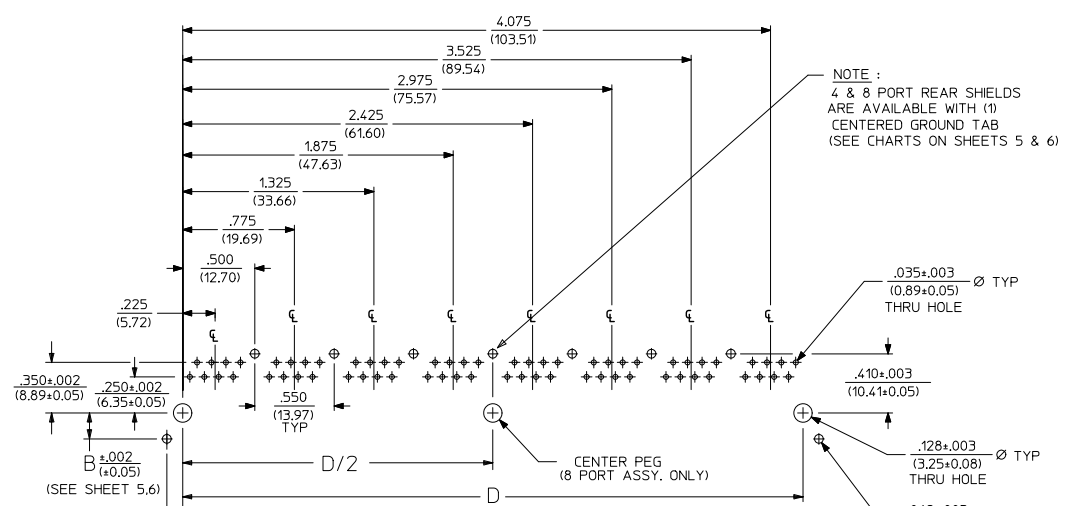 4.075
(103.51)
3.525
(89.54)
2.975
(75.57)
2.425
(61.60)
1.875
(47.63)
1.325
(33.66)
.775
(19.69)
.500
(12.70)
.225
(5.72)
NOTE :
4 & 8 PORT REAR SHIELDS
ARE AVAILABLE WITH (1)
CENTERED GROUND TAB
(SEE CHARTS ON SHEETS 5 & 6)
.035±.003
(0.89±0.05) Ø TYP
THRU HOLE
℄ ℄ ℄ ℄ ℄ ℄ ℄ ℄
.350±.002
(8.89±0.05)
.250±.002
(6.35±0.05)
.550
(13.97)
TYP
.410±.003
(10.41±0.05)
B ±.002
(±0.05)
(SEE SHEET 5,6)
D/2
CENTER PEG
(8 PORT ASSY. ONLY)
.128±.003
(3.25±0.08) Ø TYP
THRU HOLE
D